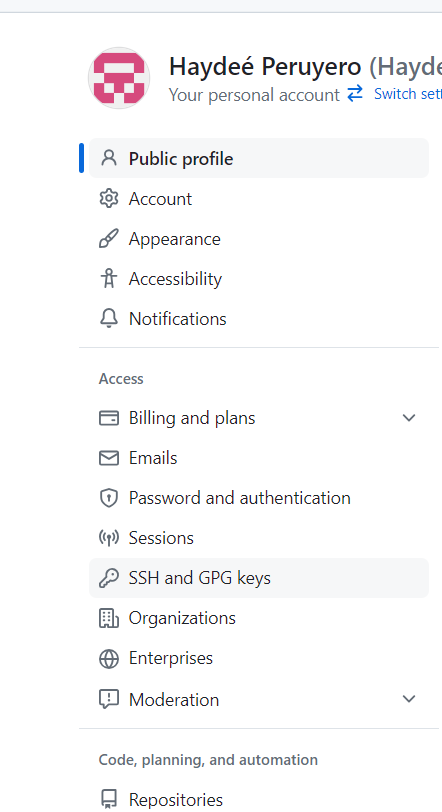 Haydeé Peruyero (Hayde
Your personal account Switch sett
Public profile
Account
Appearance
Accessibility
Notifications
Access
Billing and plans
Emails
Password and authentication
Sessions
SSH and GPG keys
Organizations
Enterprises
Moderation
Code, planning, and automation
Repositories